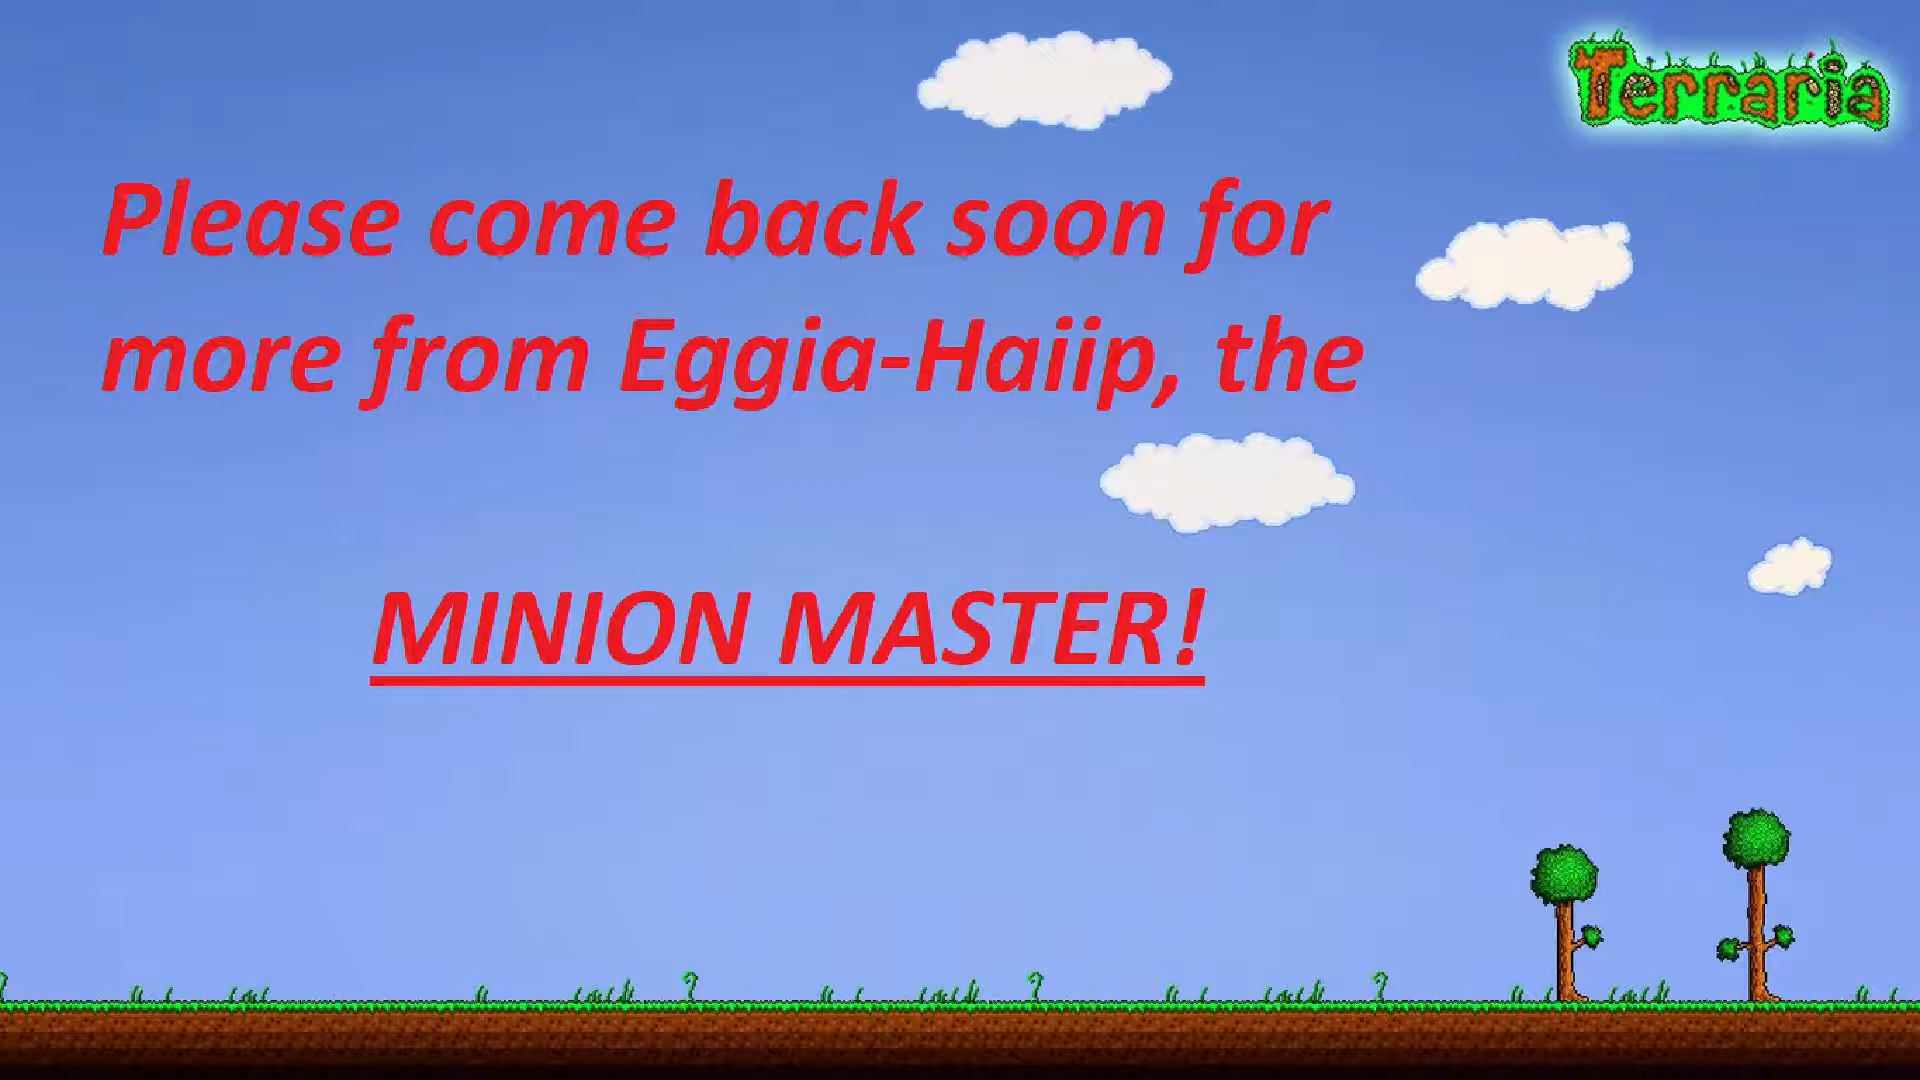 Terraria
Please come back soon for
more from Eggia-Haiip, the
MINION MASTER!